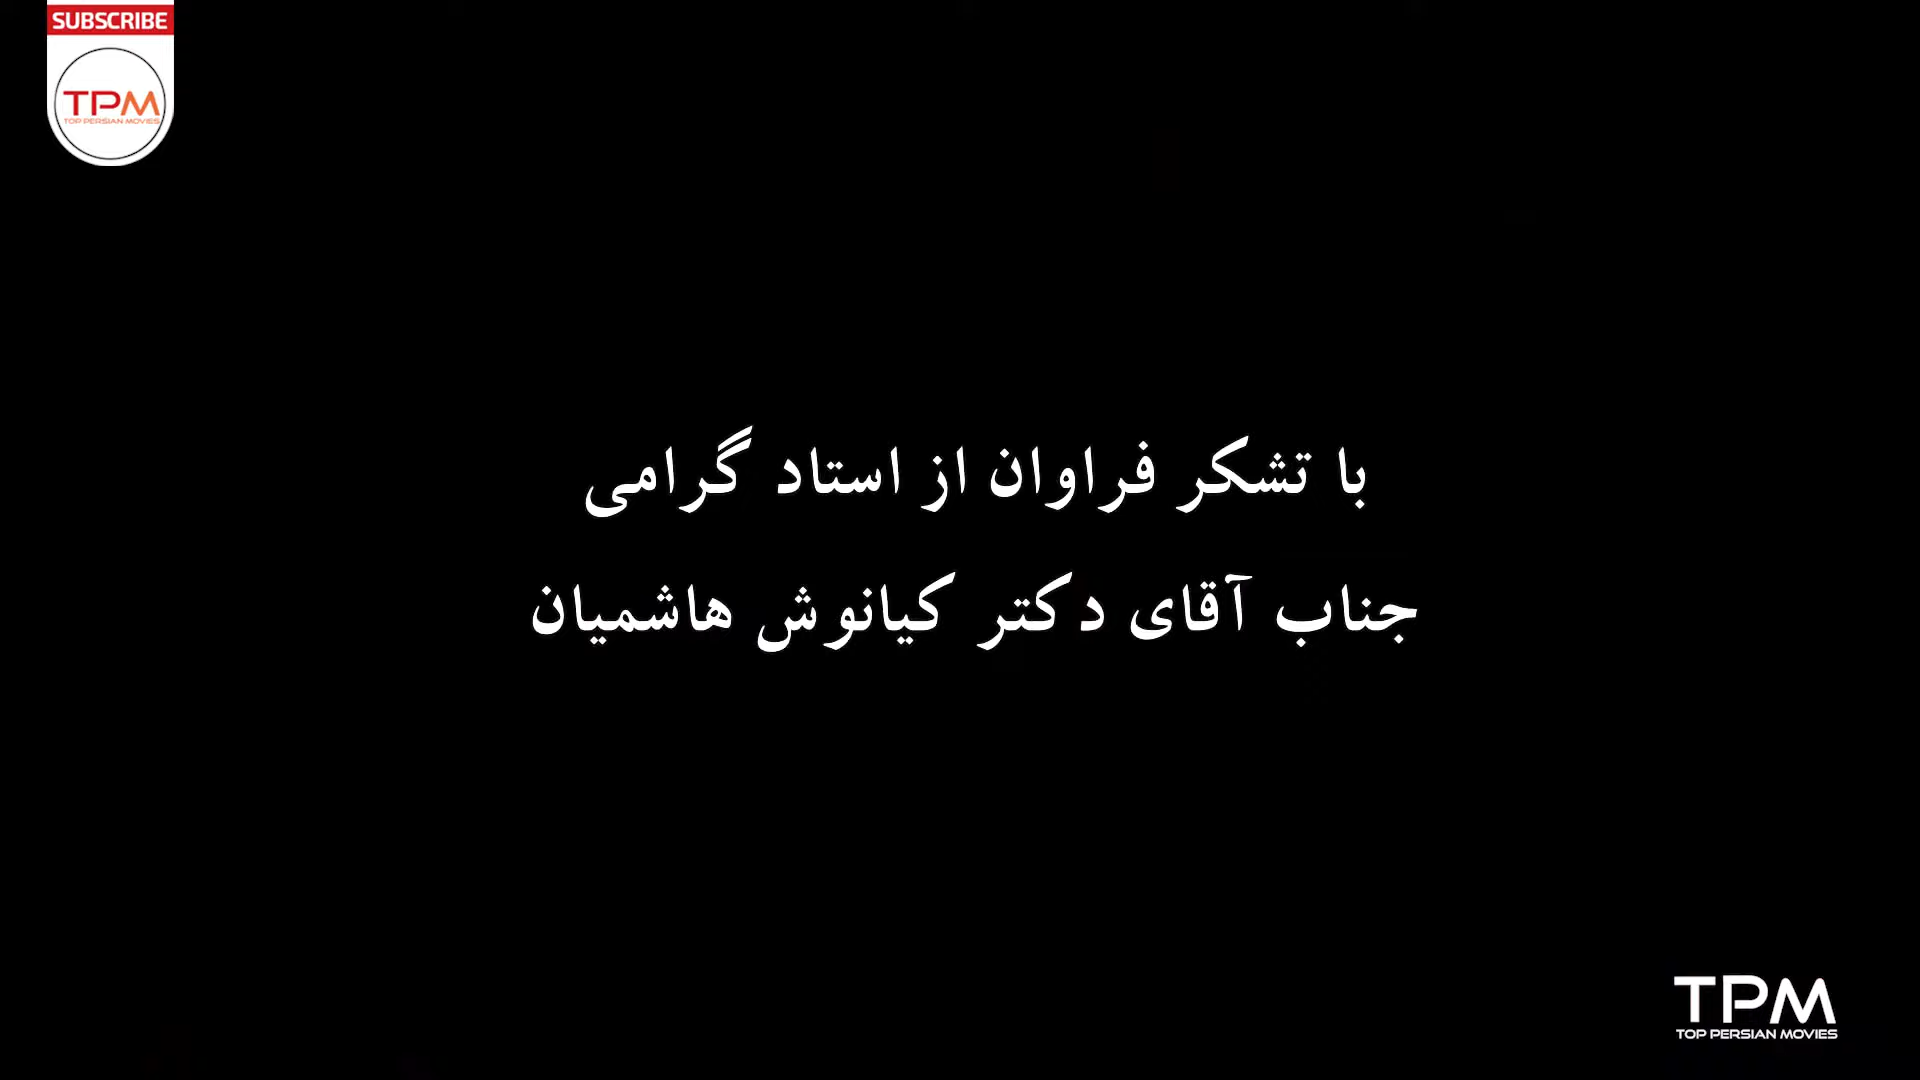 SUBSCRIBE
TPM
TOP PERSIAN MOVIES
با تشکر فراوان از استاد گرامی
جناب آقای دکتر کیانوش هاشمیان
TPM
TOP PERSIAN MOVIES